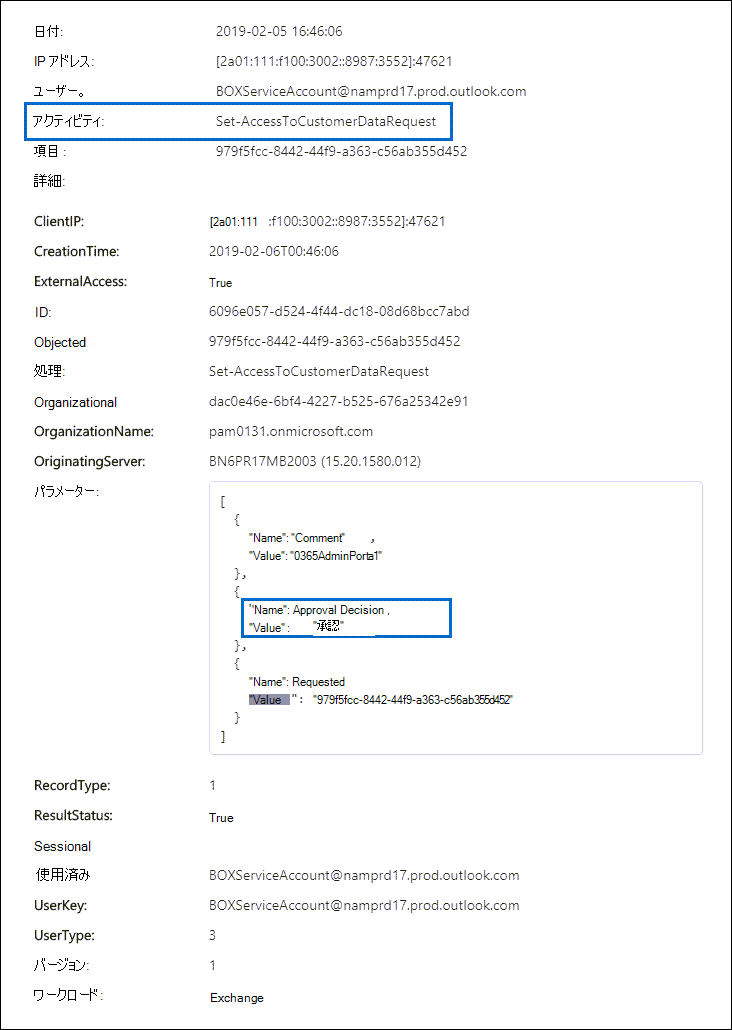 日付: 2019-02-05 16:46:06
IP アドレス: [2a01:111:f100:3002::8987:3552]:47621
ユーザー。 BOXServiceAccount@namprd17.prod.outlook.com
アクティビティ: Set-AccessToCustomerDataRequest
項目 : 979f5fcc-8442-44f9-a363-c56ab355d452
詳細:
ClientIP: [2a01:111 :f100:3002::8987:3552]:47621
CreationTime: 2019-02-06T00:46:06
ExternalAccess: True
ID: 6096e057-d524-4f44-dc18-08d68bcc7abd
Objected 979f5fcc-8442-44f9-a363-c56ab355d452
処理: Set-AccessToCustomerDataRequest
Organizational dac0e46e-6bf4-4227-b525-676a25342e91
OrganizationName: pam0131.onmicrosoft.com
OriginatingServer: BN6PR17MB2003 (15.20.1580.012)
パラメーター:
[
{
"Name": "Comment" ,
"Value": "0365AdminPorta1"
},
{
"Name": Approval Decision ,
"Value" : "承認"
},
{
"Name": Requested
"Value " : "979f5fcc-8442-44f9-a363-c56ab355d452"
}
]
RecordType: 1
ResultStatus: True
Sessional
使用済み BOXServiceAccount@namprd17.prod.outlook.com
UserKey: BOXServiceAccount@namprd17.prod.outlook.com
UserType: 3
バージョン: 1
ワークロード: Exchange